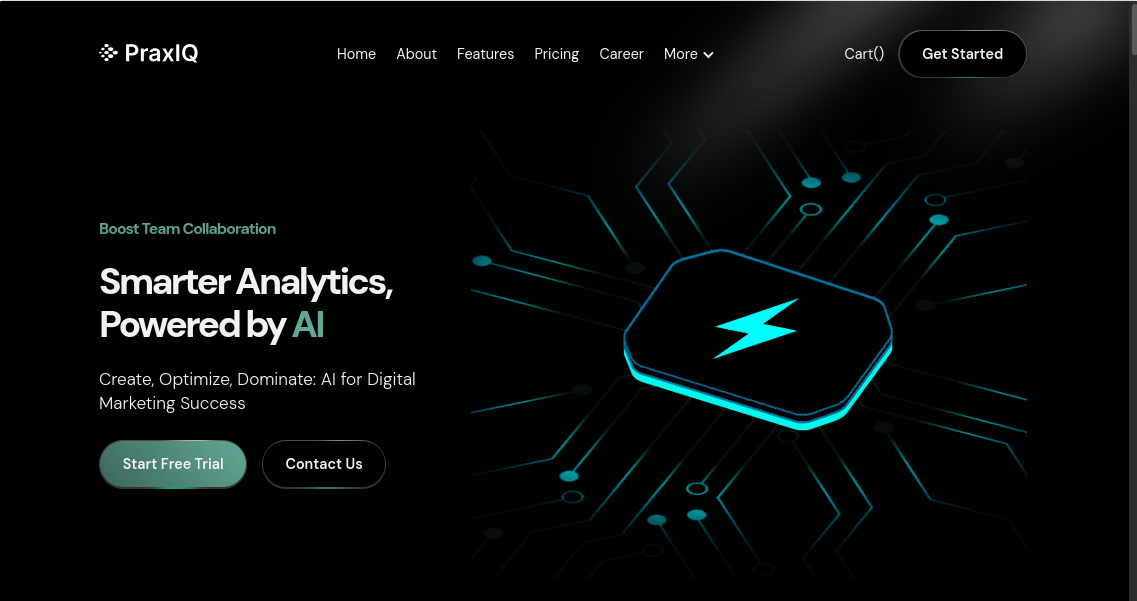 PraxIQ
Home About Features Pricing Career More
Cart()
Get Started
Boost Team Collaboration
Smarter Analytics,
Powered by AI
Create, Optimize, Dominate: AI for Digital
Marketing Success
Start Free Trial
Contact Us